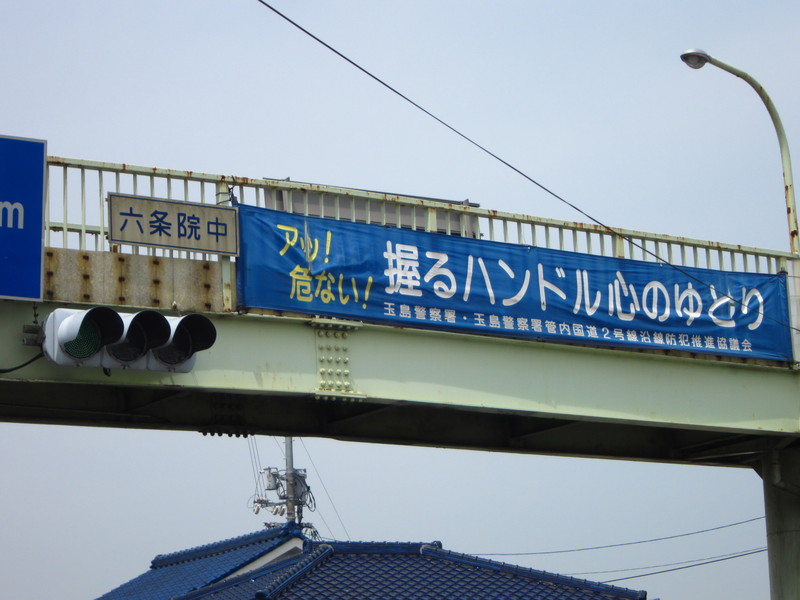 m
六条院中
アッ!
危ない!
握るハンドル心のゆとり
玉島警察署・玉島警察署管内国道2号線沿線防犯推進協議会